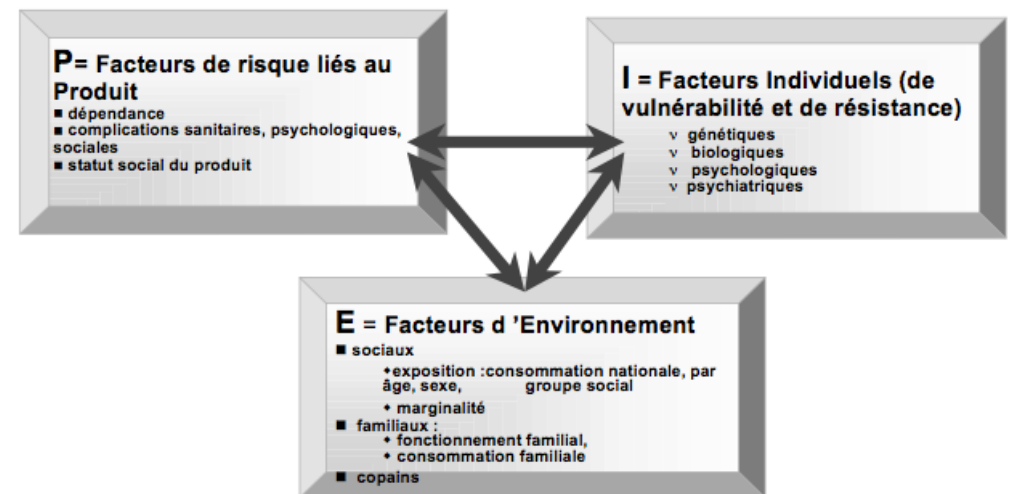 P= Facteurs de risque liés au
Produit
■ dépendance
■ complications sanitaires, psychologiques,
sociales
■ statut social du produit
I = Facteurs Individuels (de
vulnérabilité et de résistance)
ν génétiques
ν biologiques
ν psychologiques
ν psychiatriques
E = Facteurs d ’Environnement
■ sociaux
◆exposition :consommation nationale, par
âge, sexe, groupe social
◆ marginalité
■ familiaux :
◆ fonctionnement familial,
◆ consommation familiale
■ copains